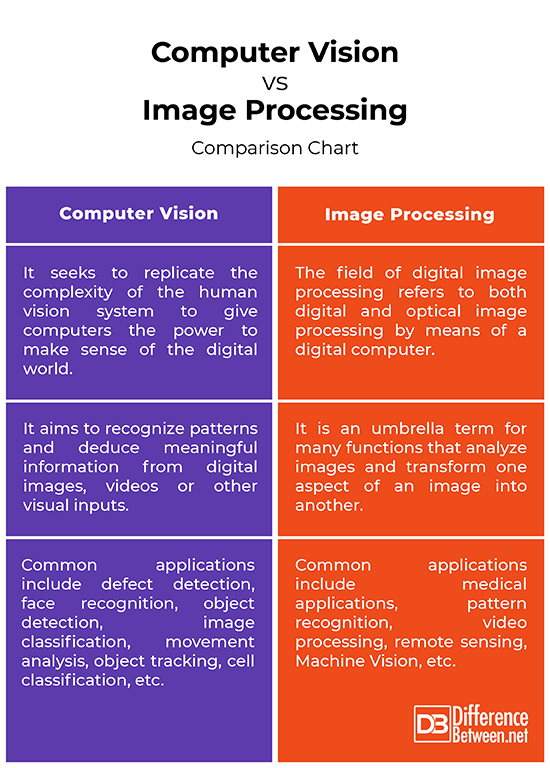 Computer Vision
vs
Image Processing
Comparison Chart
Computer Vision
Image Processing
It seeks to replicate the
complexity of the human
vision system to give
computers the power to
make sense of the digital
world.
The field of digital image
processing refers to both
digital and optical image
processing by means of a
digital computer.
It aims to recognize patterns
and deduce meaningful
information from digital
images, videos or other
visual inputs.
It is an umbrella term for
many functions that analyze
images and transform one
aspect of an image into
another.
Common applications
include defect detection,
face recognition, object
detection, image
classification, movement
analysis, object tracking, cell
classification, etc.
Common applications
include medical
applications, pattern
recognition, video
processing, remote sensing,
Machine Vision, etc.
DB Difference
Between.net